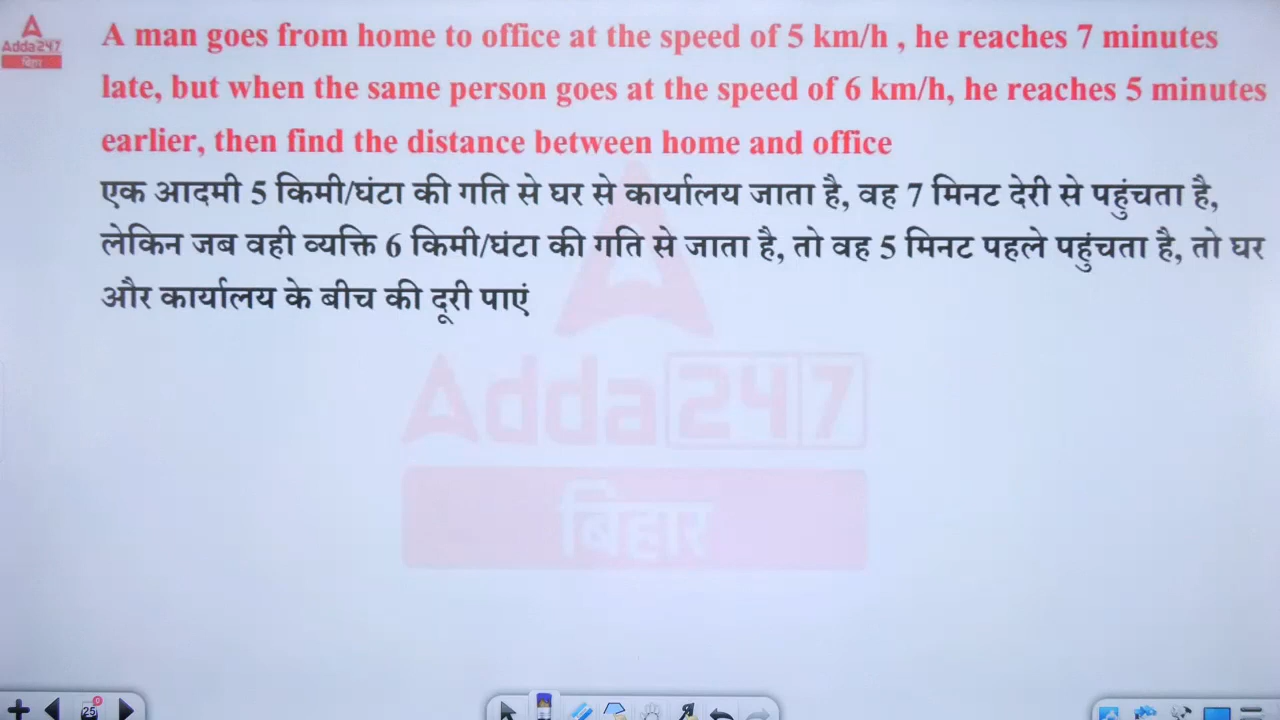 A man goes from home to office at the speed of 5 km/h , he reaches 7 minutes
late, but when the same person goes at the speed of 6 km/h, he reaches 5 minutes
earlier, then find the distance between home and office
एक आदमी 5 किमी/घंटा की गति से घर से कार्यालय जाता है, वह 7 मिनट देरी से पहुंचता है,
लेकिन जब वही व्यक्ति 6 किमी/घंटा की गति से जाता है, तो वह 5 मिनट पहले पहुंचता है, तो घर
और कार्यालय के बीच की दूरी पाएं
Adda247
बिहार
Adda247
बिहार
25